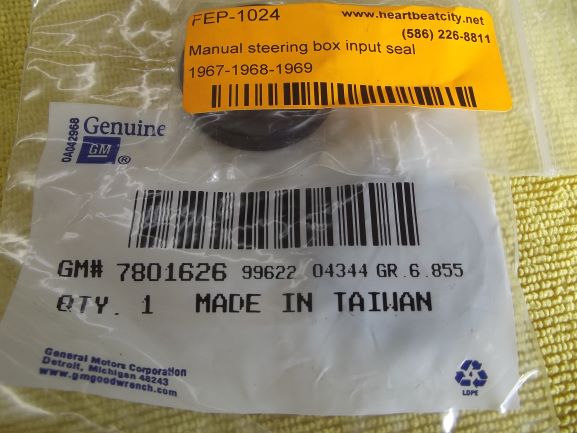 FEP-1024 www.heartbeatcity.net
(586) 226-8811
Manual steering box input seal
1967-1968-1969
0A042968
Genuine
GM ®
GM# 7801626 99622 04344 GR.6.855
QTY. 1 MADE IN TAIWAN
General Motors Corporation
Detroit, Michigan 48243
www.gmgoodwrench.com
4
LDPE